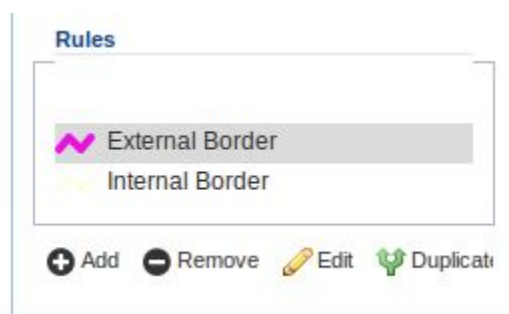 Rules
External Border
Internal Border
Add Remove Edit Duplicat